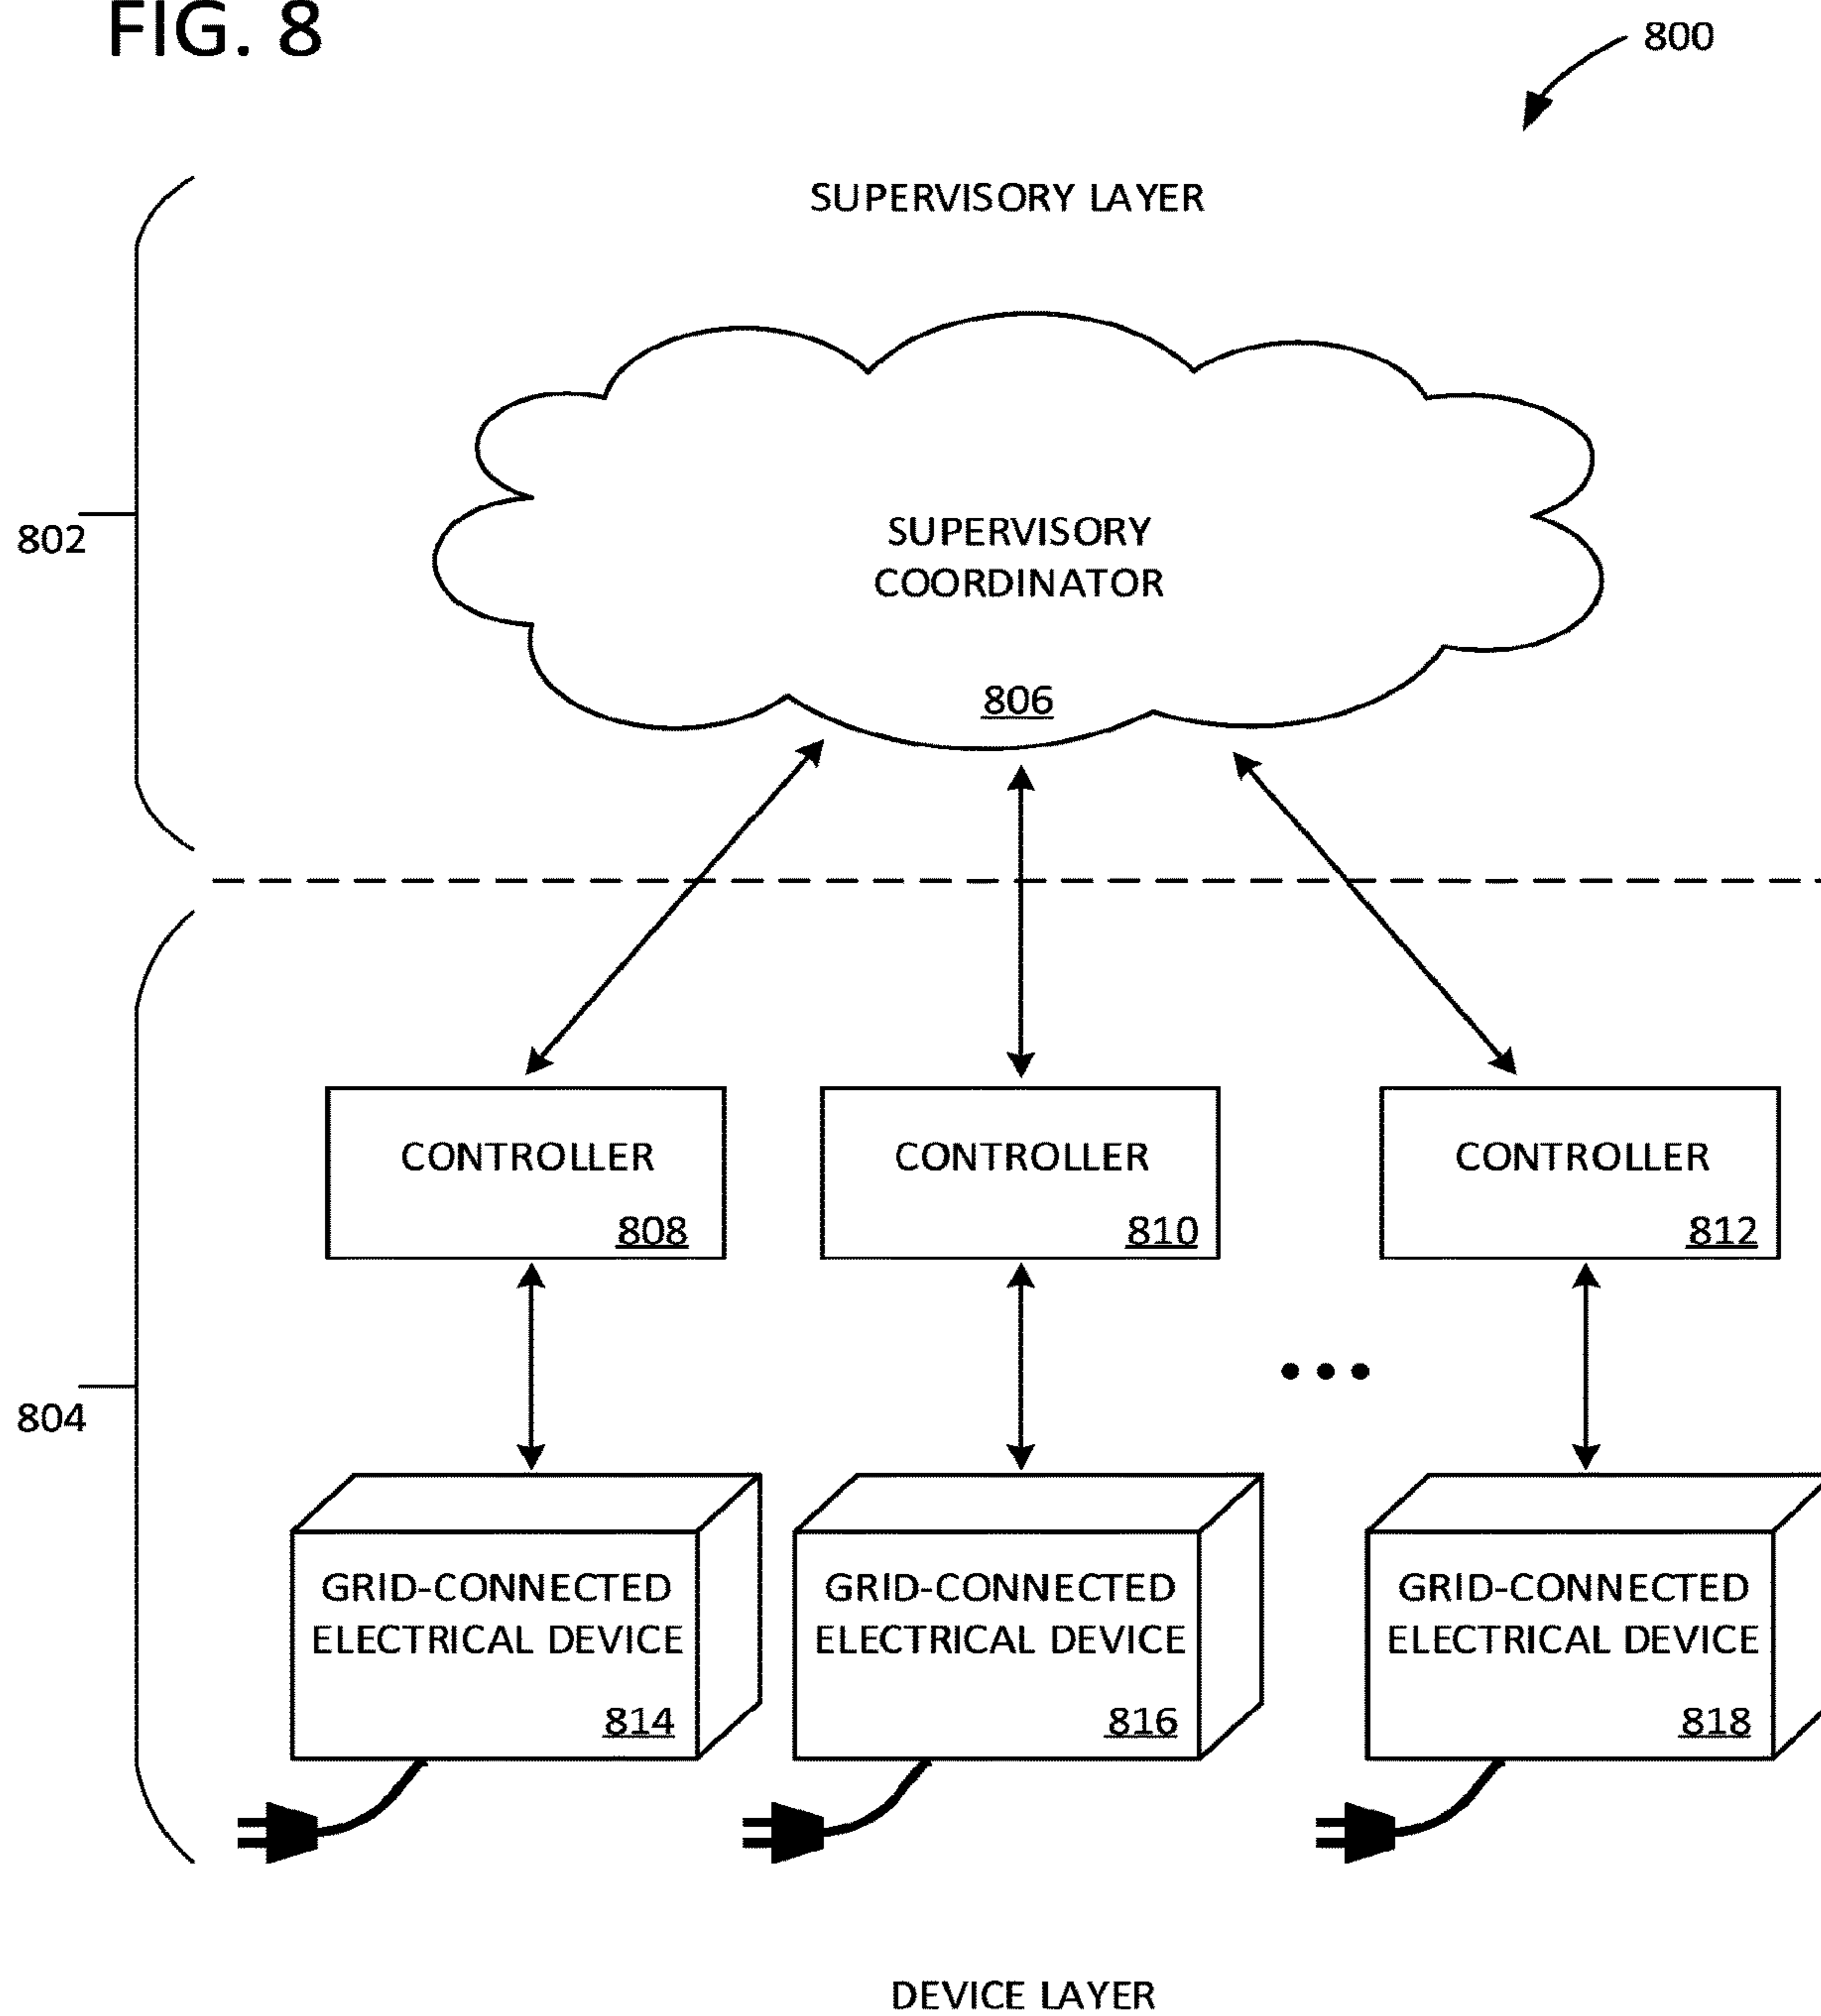 FIG. 8
800
SUPERVISORY LAYER
802
SUPERVISORY
COORDINATOR
806
CONTROLLER
808
CONTROLLER
810
CONTROLLER
812
804
GRID-CONNECTED
ELECTRICAL DEVICE
814
GRID-CONNECTED
ELECTRICAL DEVICE
816
GRID-CONNECTED
ELECTRICAL DEVICE
818
DEVICE LAYER